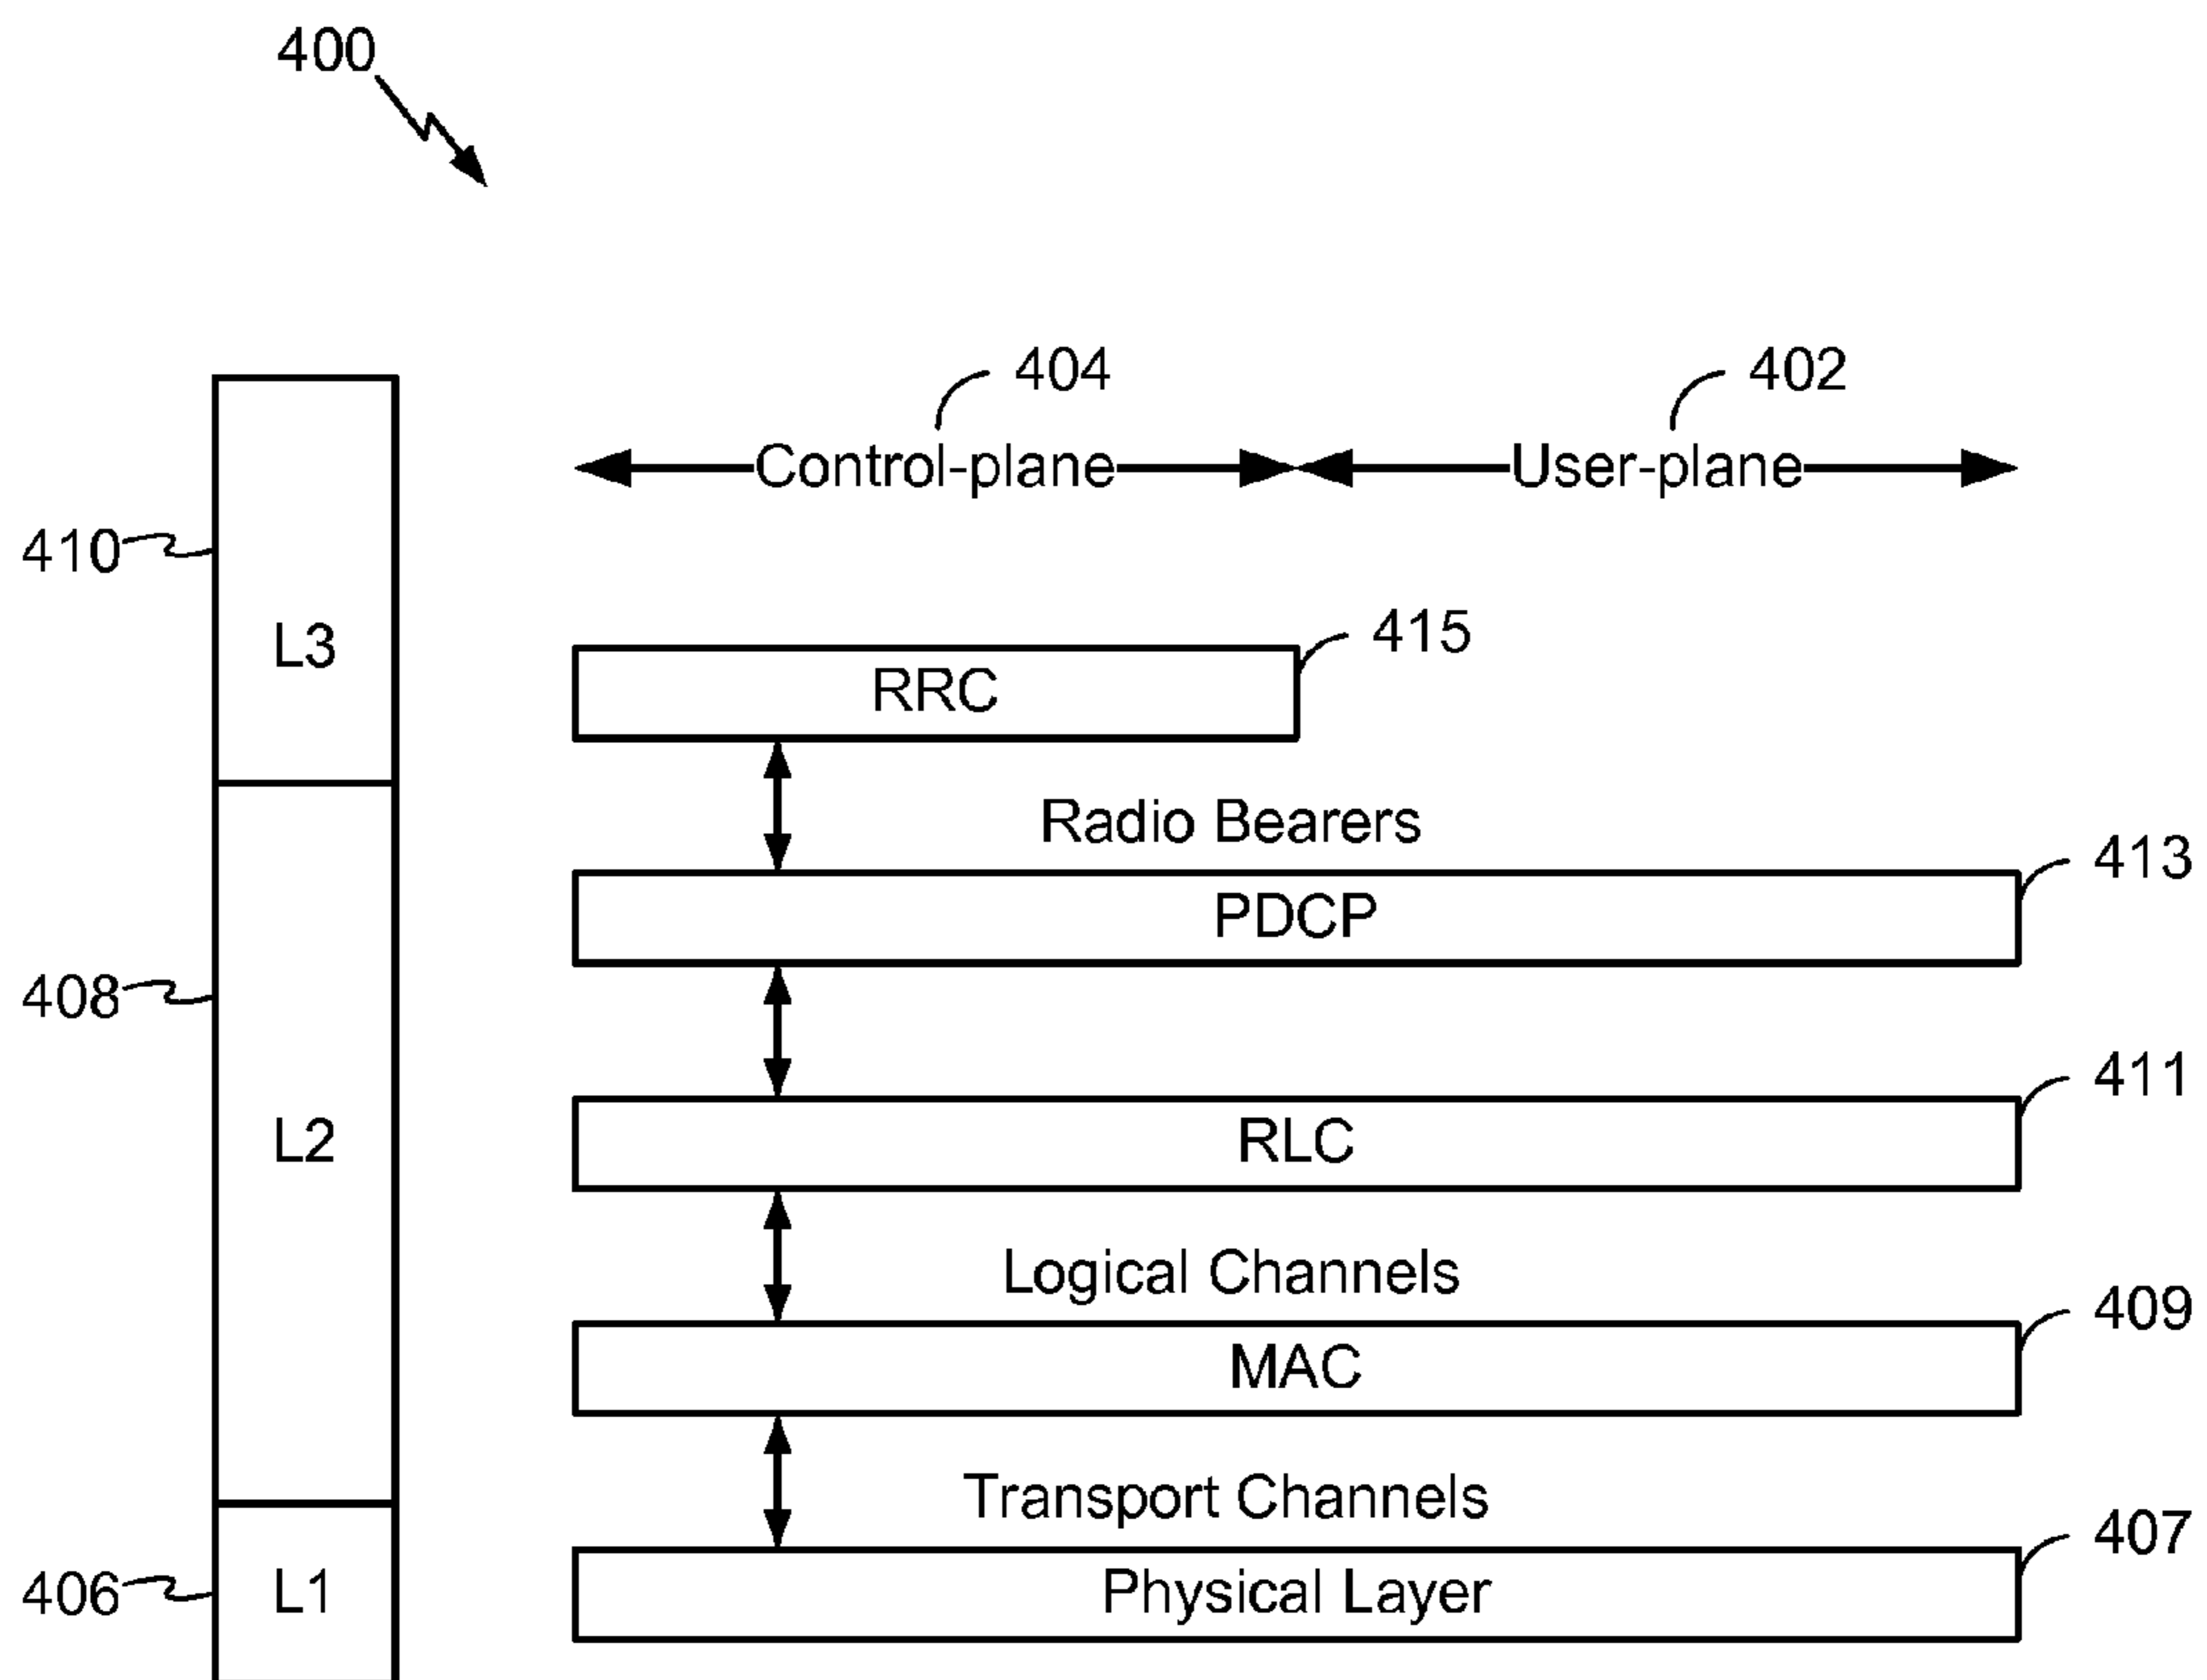 400
404
402
Control-plane
User-plane
410
415
L3
RRC
Radio Bearers
413
PDCP
408
411
L2
RLC
Logical Channels
409
MAC
Transport Channels
407
406
L1
Physical Layer